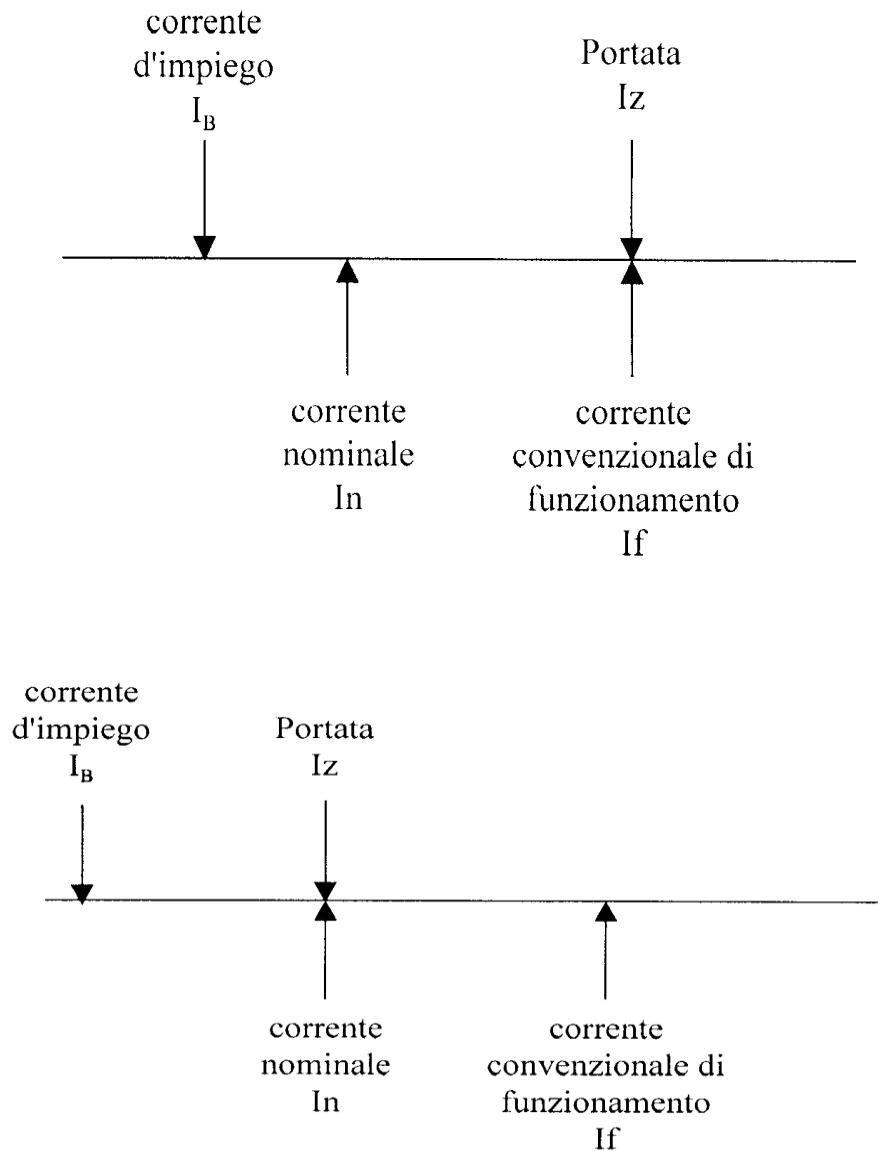 corrente
d'impiego
I_B
Portata
Iz
corrente
nominale
In
corrente
convenzionale di
funzionamento
If
corrente
d'impiego
I_B
Portata
Iz
corrente
nominale
In
corrente
convenzionale di
funzionamento
If